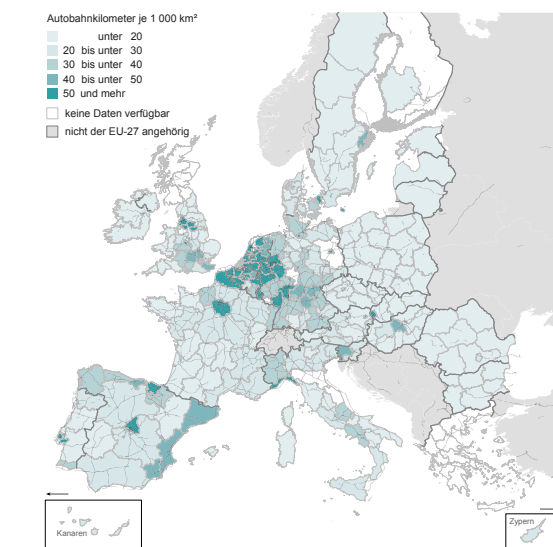 Autobahnkilometer je 1 000 km²
unter 20
20 bis unter 30
30 bis unter 40
40 bis unter 50
50 und mehr
keine Daten verfügbar
nicht der EU-27 angehörig
Kanaren
Zypern